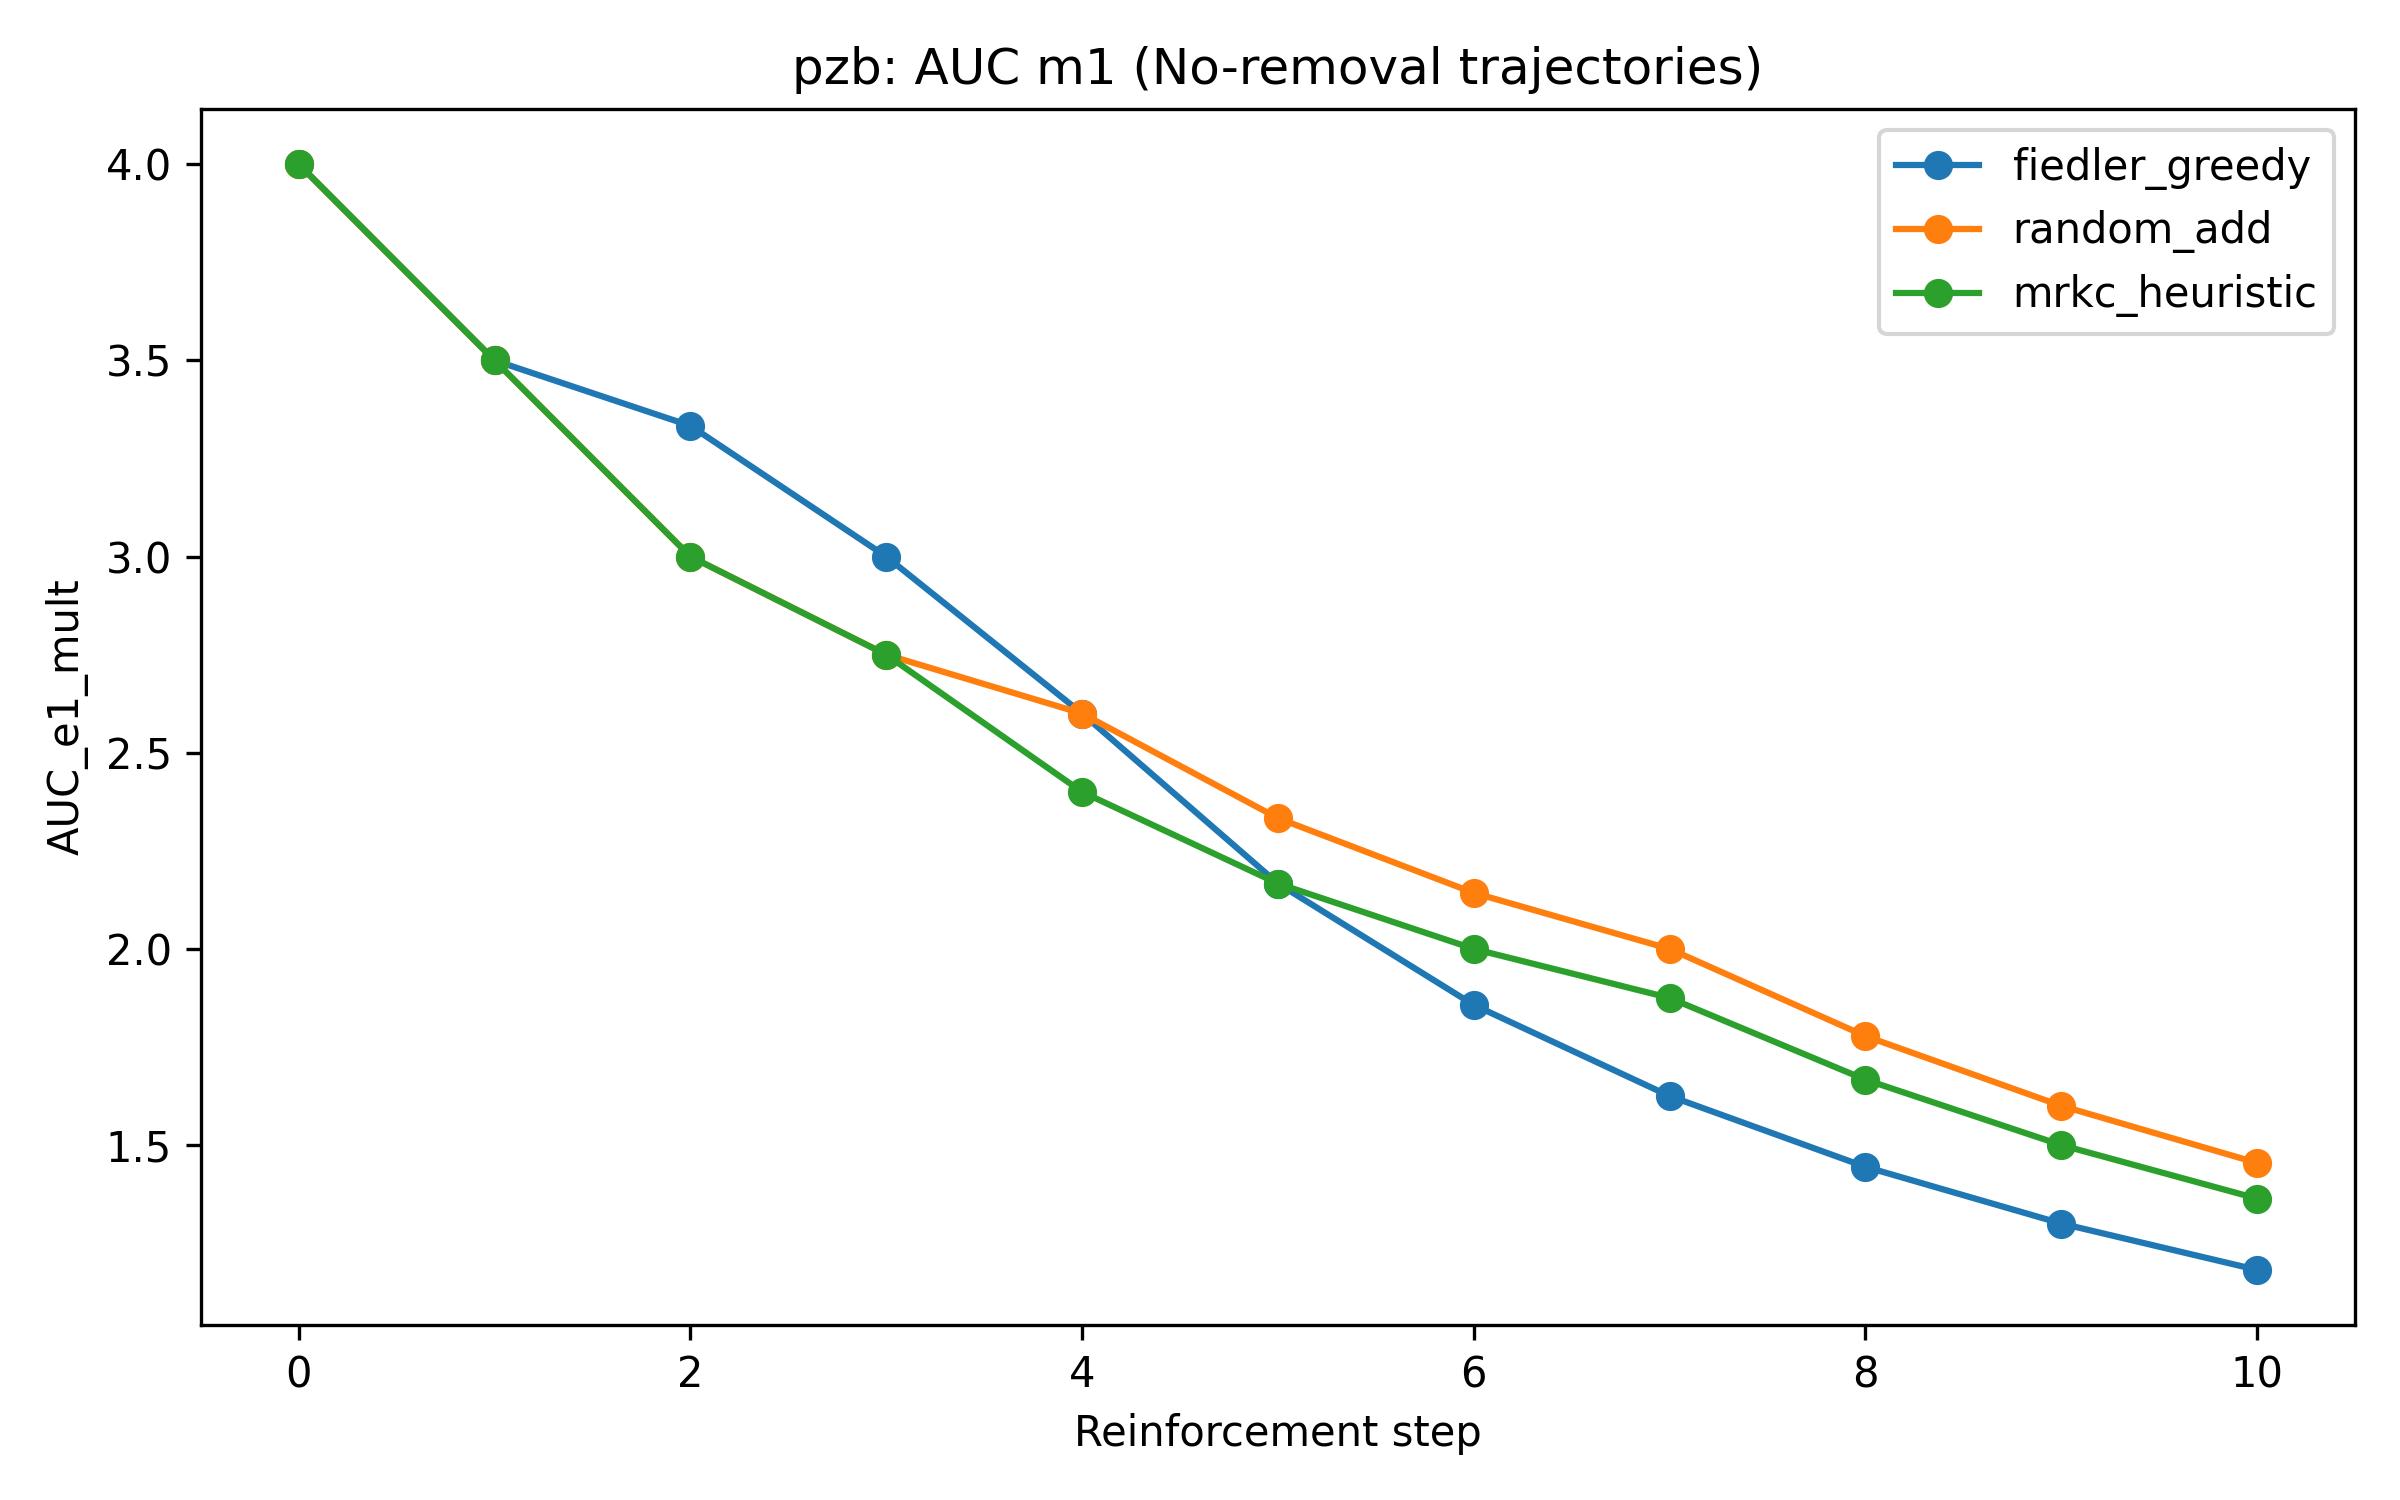 pzb: AUC m1 (No-removal trajectories)
fiedler_greedy
random_add
mrkc_heuristic
AUC_e1_mult
4.0
3.5
3.0
2.5
2.0
1.5
0 2 4 6 8 10
Reinforcement step